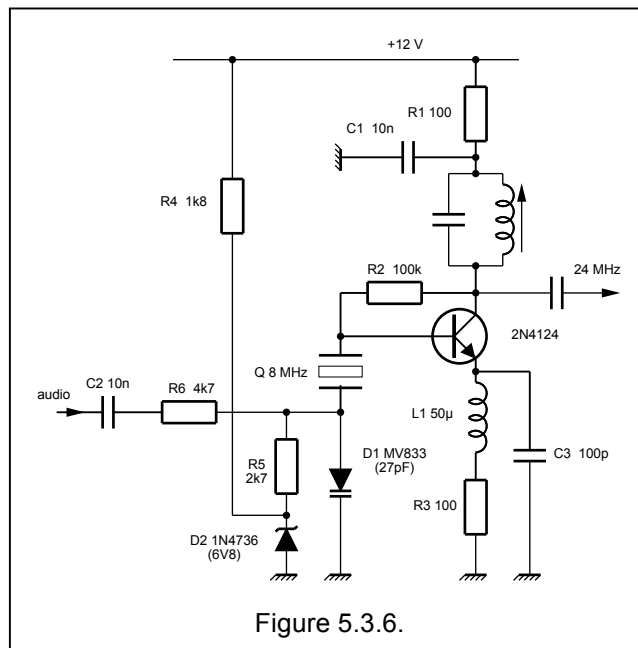 +12 V
R1 100
C1 10n
R4 1k8
R2 100k
24 MHz
2N4124
Q 8 MHz
audio
C2 10n
R6 4k7
L1 50µ
D1 MV833
(27pF)
C3 100p
R5
2k7
R3 100
D2 1N4736
(6V8)
Figure 5.3.6.